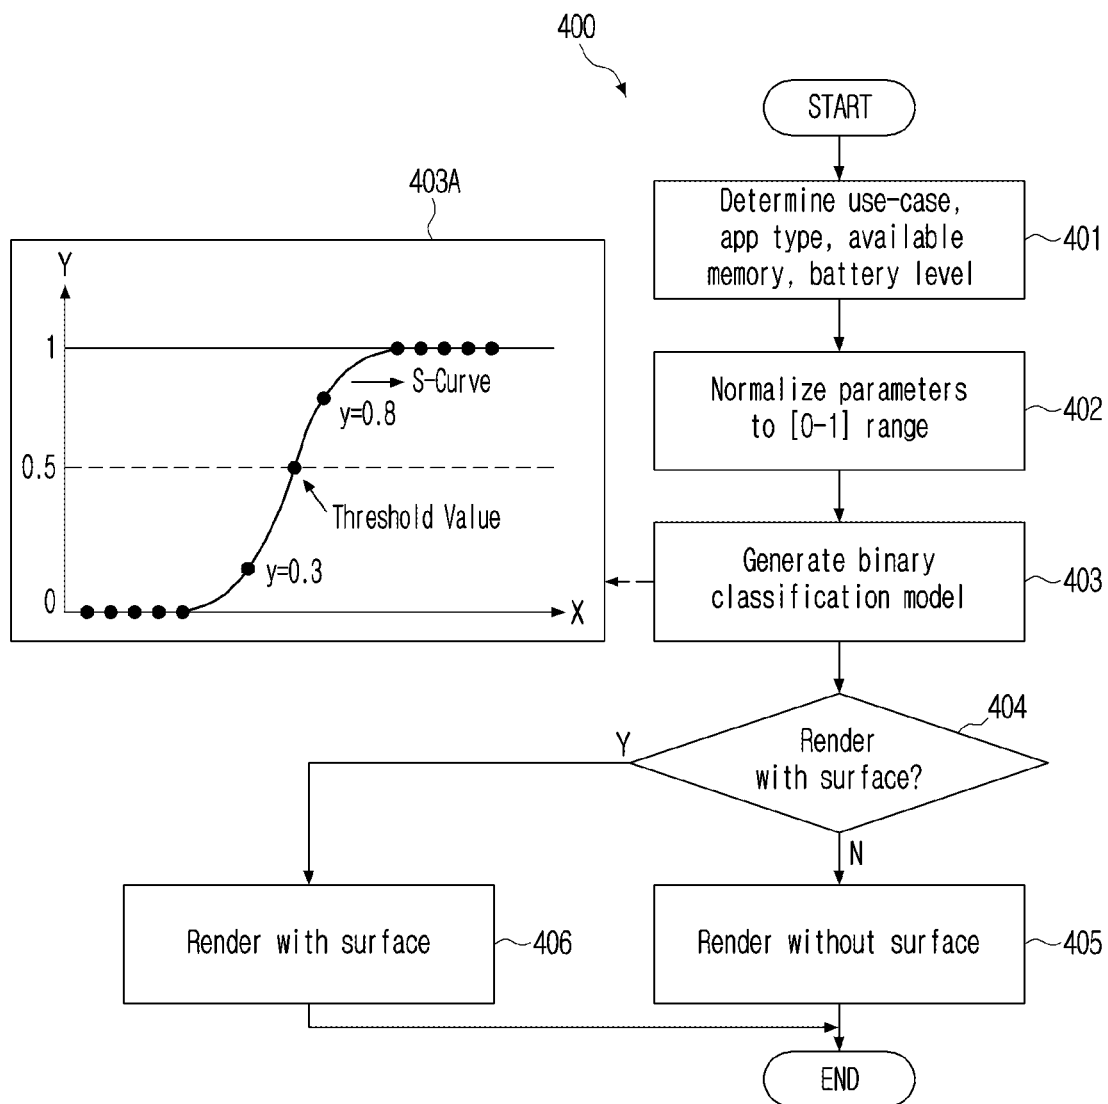 400
START
Determine use-case,
app type, available
memory, battery level
401
Normalize parameters
to [0-1] range
402
Generate binary
classification model
403
403A
Y
1
S-Curve
y=0.8
0.5
Threshold Value
y=0.3
0
X
404
Render
with surface?
Y
N
Render with surface
406
Render without surface
405
END